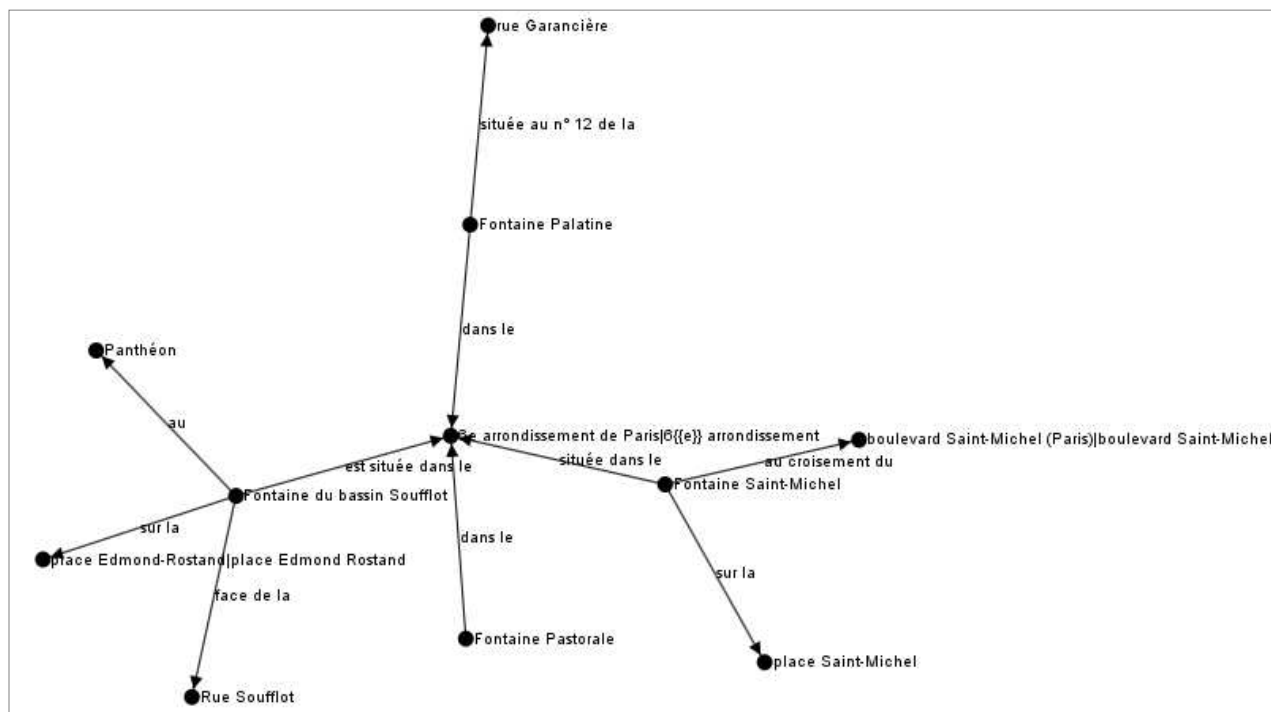 rue Garancière
située au n° 12 de la
Fontaine Palatine
dans le
Panthéon
au
6e arrondissement de Paris|6{{e}} arrondissement
boulevard Saint-Michel (Paris)|boulevard Saint-Michel
est située dans le
située dans le
au croisement du
Fontaine du bassin Soufflot
Fontaine Saint-Michel
sur la
dans le
place Edmond-Rostand|place Edmond Rostand
sur la
face de la
Fontaine Pastorale
place Saint-Michel
Rue Soufflot